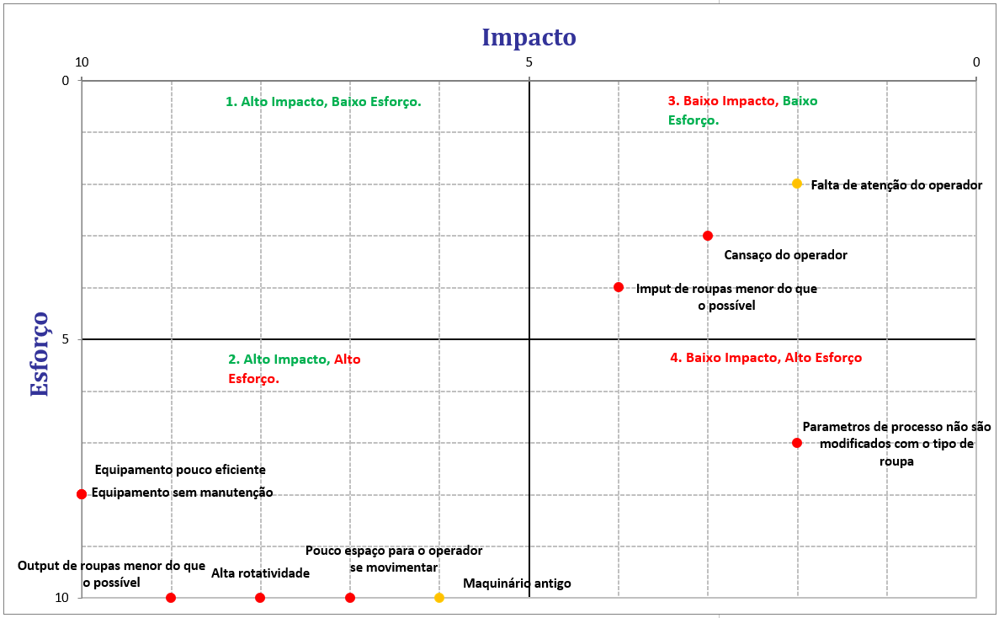 Impacto
10
5
0
0
1. Alto Impacto, Baixo Esforço.
3. Baixo Impacto, Baixo
Esforço.
Falta de atenção do operador
Cansaço do operador
Imput de roupas menor do que
o possível
Esforço
5
2. Alto Impacto, Alto
Esforço.
4. Baixo Impacto, Alto Esforço
Parametros de processo não são
modificados com o tipo de
roupa
Equipamento pouco eficiente
Equipamento sem manutenção
Pouco espaço para o operador
se movimentar
Output de roupas menor do que
o possível
Alta rotatividade
Maquinário antigo
10